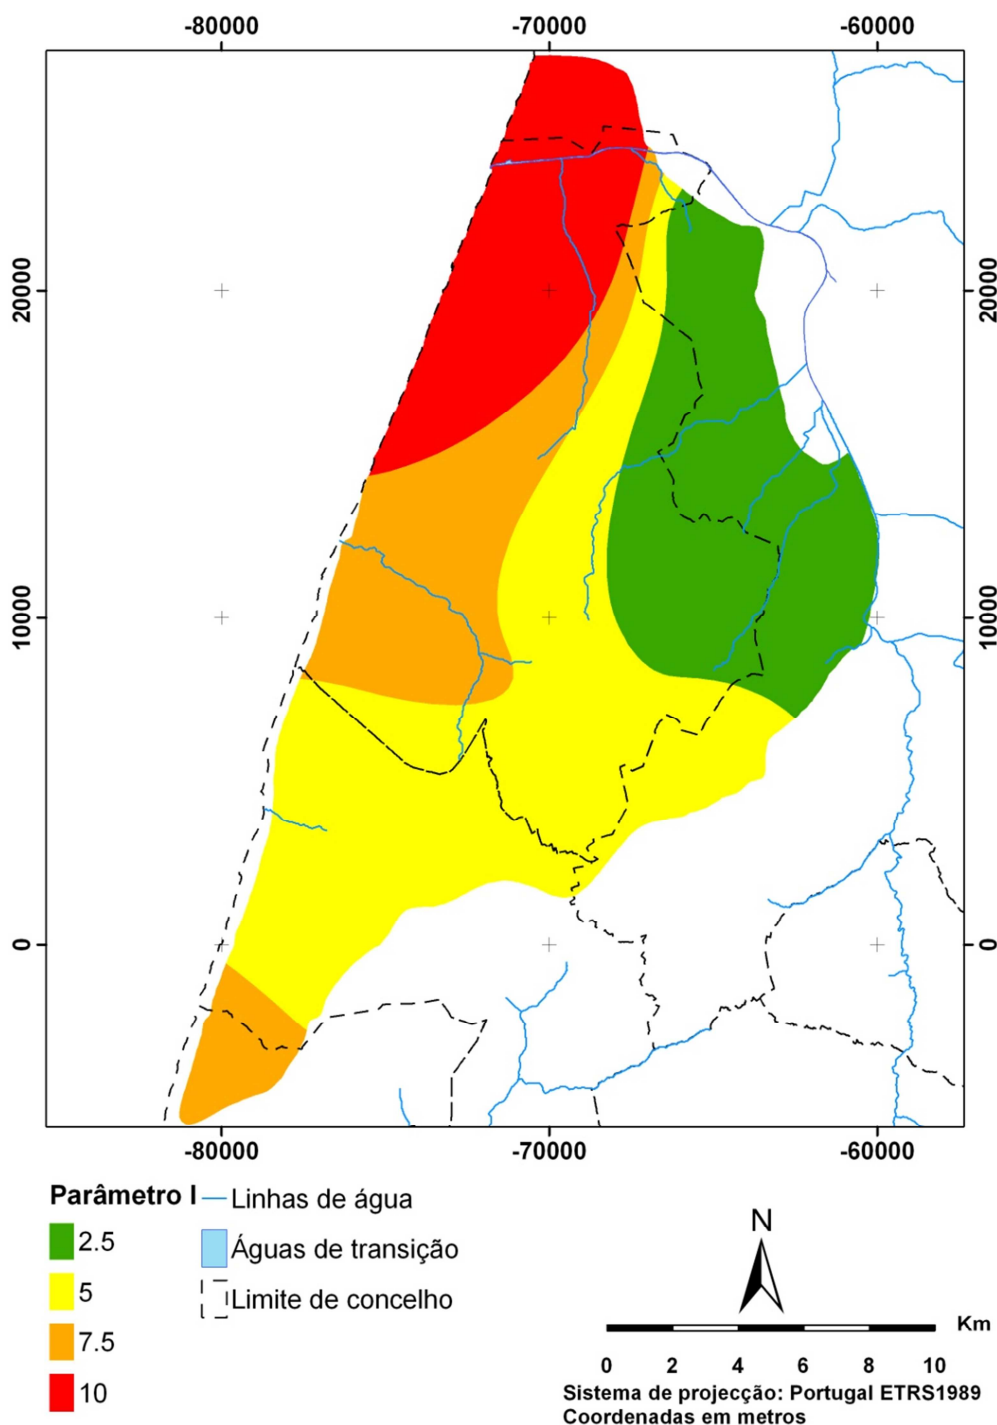 -80000 -70000 -60000
20000 20000
10000 10000
0 0
-80000 -70000 -60000
Parâmetro I
2.5
5
7.5
10
Linhas de água
Águas de transição
Limite de concelho
N
Km
0 2 4 6 8 10
Sistema de projecção: Portugal ETRS1989
Coordenadas em metros